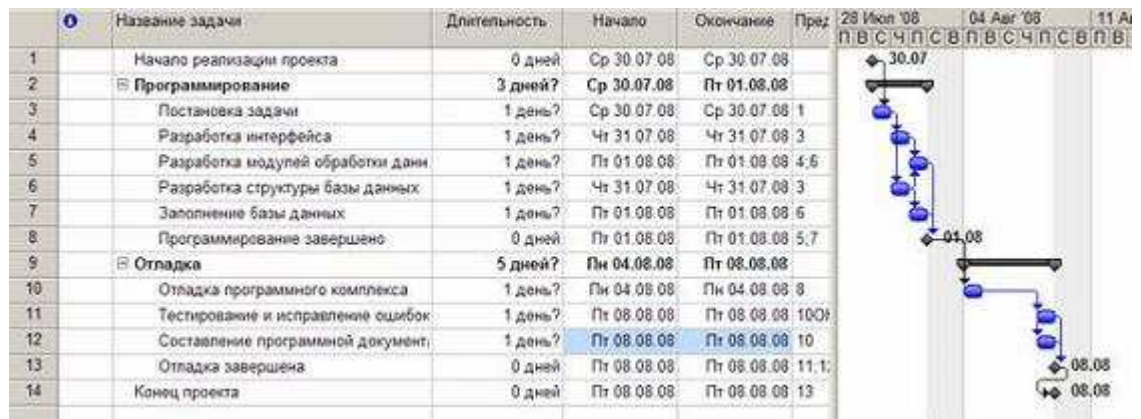 Название задачи Длительность Начало Окончание Пред 28 Июл '08 04 Авг '08 11 А
П В С Ч П С В П В С Ч П С В П В
1 Начало реализации проекта 0 дней Ср 30.07.08 Ср 30.07.08 30.07
2 Программирование 3 дней? Ср 30.07.08 Пт 01.08.08
3 Постановка задачи 1 день? Ср 30.07.08 Ср 30.07.08 1
4 Разработка интерфейса 1 день? Чт 31.07.08 Чт 31.07.08 3
5 Разработка модулей обработки данн 1 день? Пт 01.08.08 Пт 01.08.08 4;6
6 Разработка структуры базы данных 1 день? Чт 31.07.08 Чт 31.07.08 3
7 Заполнение базы данных 1 день? Пт 01.08.08 Пт 01.08.08 6
8 Программирование завершено 0 дней Пт 01.08.08 Пт 01.08.08 5;7 01.08
9 Отладка 5 дней? Пн 04.08.08 Пт 08.08.08
10 Отладка программного комплекса 1 день? Пн 04.08.08 Пн 04.08.08 8
11 Тестирование и исправление ошибок 1 день? Пт 08.08.08 Пт 08.08.08
12 Составление программной документ 1 день? Пт 08.08.08 Пт 08.08.08 10
13 Отладка завершена 0 дней Пт 08.08.08 Пт 08.08.08 11;1 08.08
14 Конец проекта 0 дней Пт 08.08.08 Пт 08.08.08 13 08.08